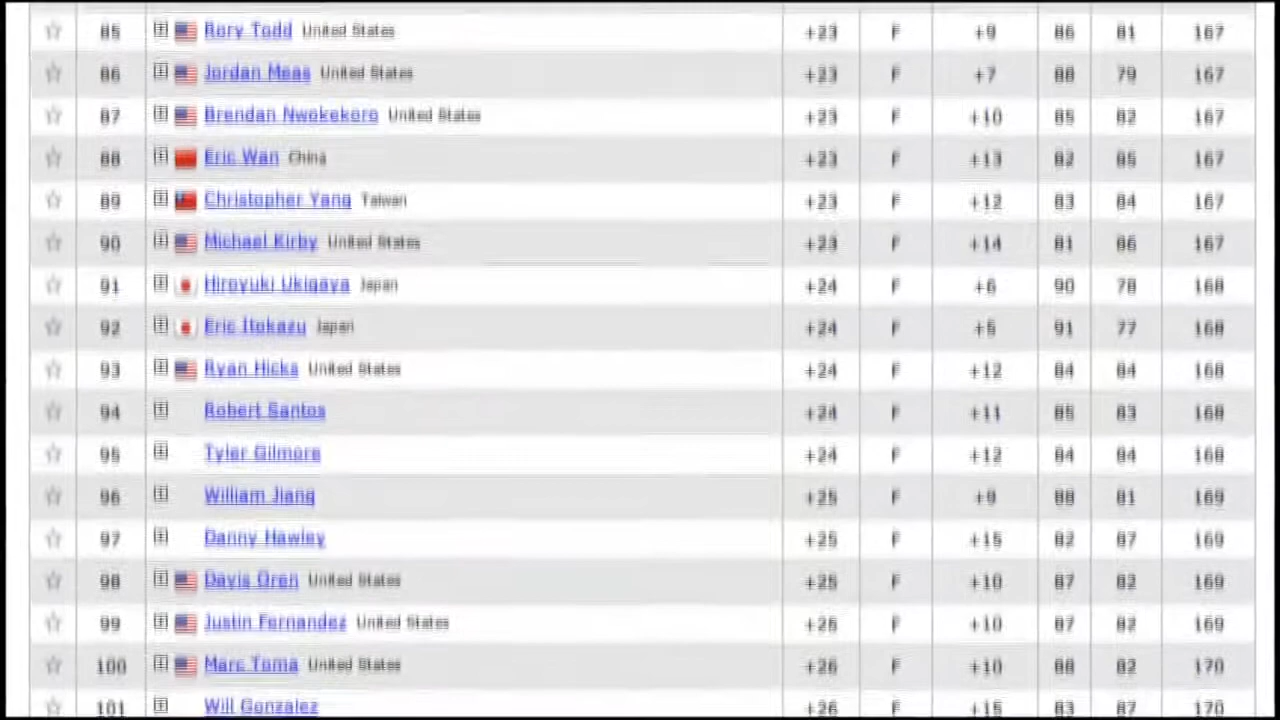 85 Rory Todd United States +23 F +9 86 81 167
86 Jordan Meas United States +23 F +7 88 79 167
87 Brendan Nwokekoro United States +23 F +10 85 82 167
88 Eric Wan China +23 F +13 82 85 167
89 Christopher Yang Taiwan +23 F +12 83 84 167
90 Michael Kirby United States +23 F +14 81 86 167
91 Hiroyuki Ukigaya Japan +24 F +6 90 78 168
92 Eric Itokazu Japan +24 F +5 91 77 168
93 Ryan Hicks United States +24 F +12 84 84 168
94 Robert Santos +24 F +11 85 83 168
95 Tyler Gilmore +24 F +12 84 84 168
96 William Jiang +25 F +9 88 81 169
97 Danny Hawley +25 F +15 82 87 169
98 Davis Oren United States +25 F +10 87 82 169
99 Justin Fernandez United States +25 F +10 87 82 169
100 Marc Toma United States +26 F +10 88 82 170
101 Will Gonzalez +26 F +15 83 87 170